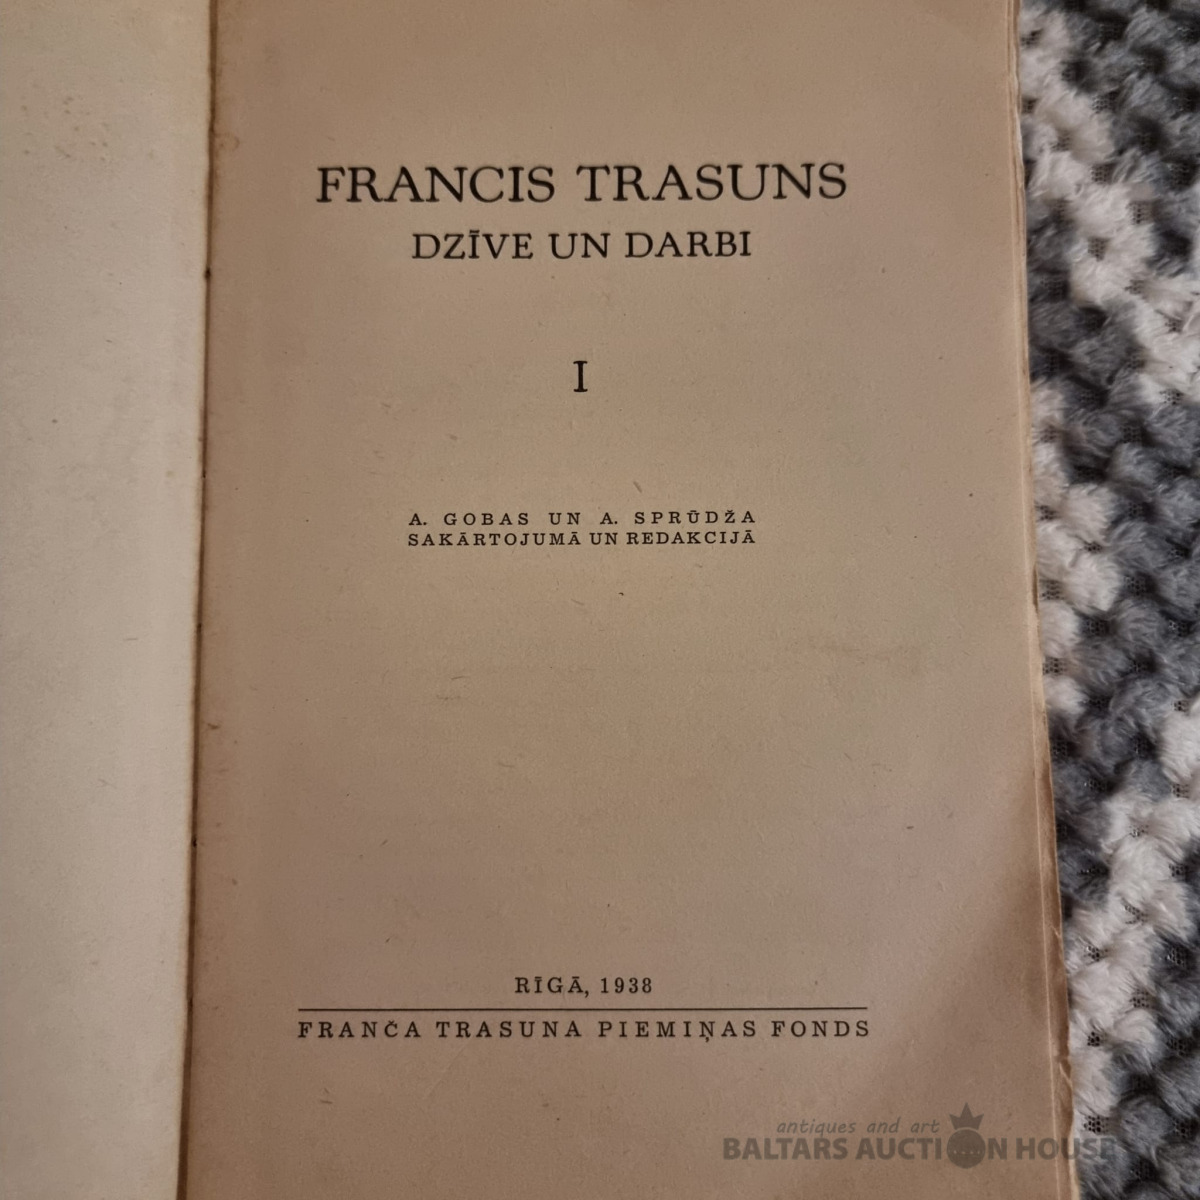 FRANCIS TRASUNS
DZĪVE UN DARBI
I
A. GOBAS UN A. SPRŪDŽA
SAKĀRTOJUMĀ UN REDAKCIJĀ
RĪGĀ, 1938
FRANČA TRASUNA PIEMIŅAS FONDS
antiques and art
BALTARS AUCTION HOUSE